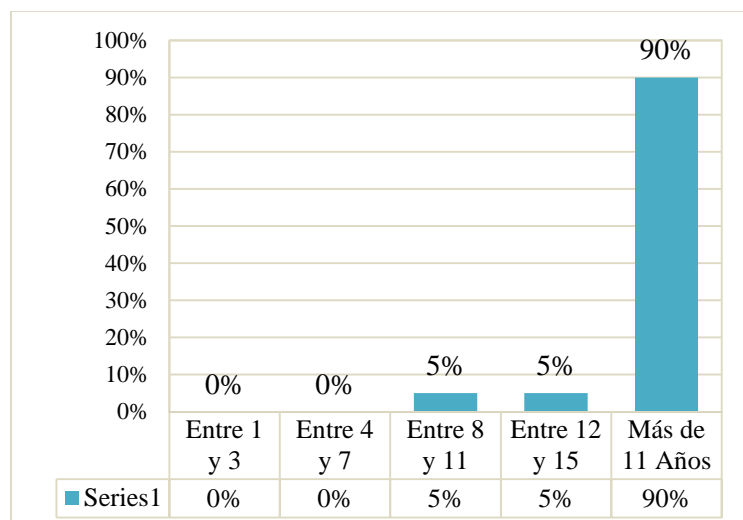 100%
90%
80%
70%
60%
50%
40%
30%
20%
10%
0%
0%
0%
5%
5%
90%
Entre 1 y 3
Entre 4 y 7
Entre 8 y 11
Entre 12 y 15
Más de 11 Años
Series1 0% 0% 5% 5% 90%